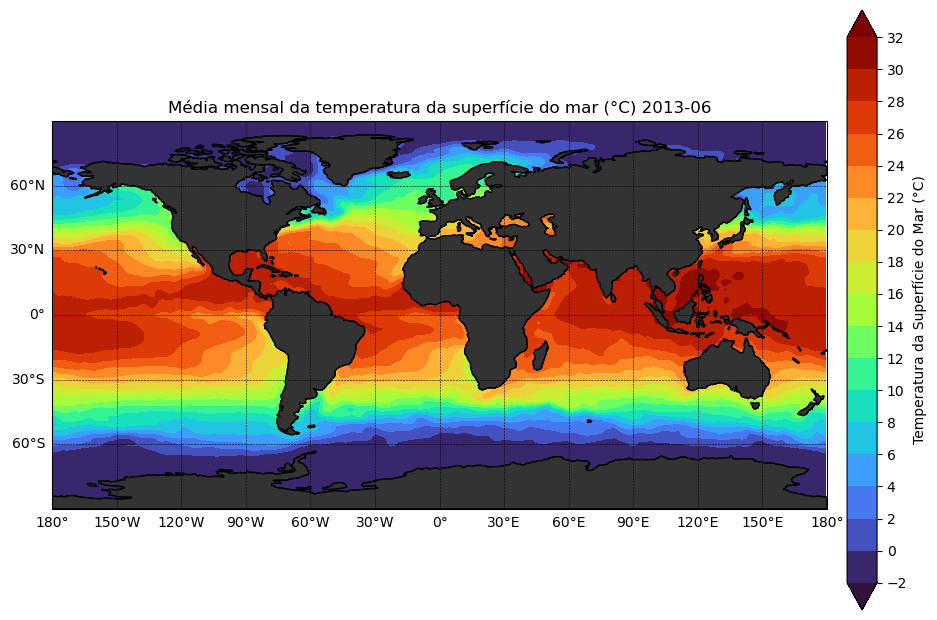 Média mensal da temperatura da superfície do mar (°C) 2013-06
60°N
30°N
0°
30°S
60°S
180° 150°W 120°W 90°W 60°W 30°W 0° 30°E 60°E 90°E 120°E 150°E 180°
32
30
28
26
24
22
20
18
16
14
12
10
8
6
4
2
0
−2
Temperatura da Superfície do Mar (°C)